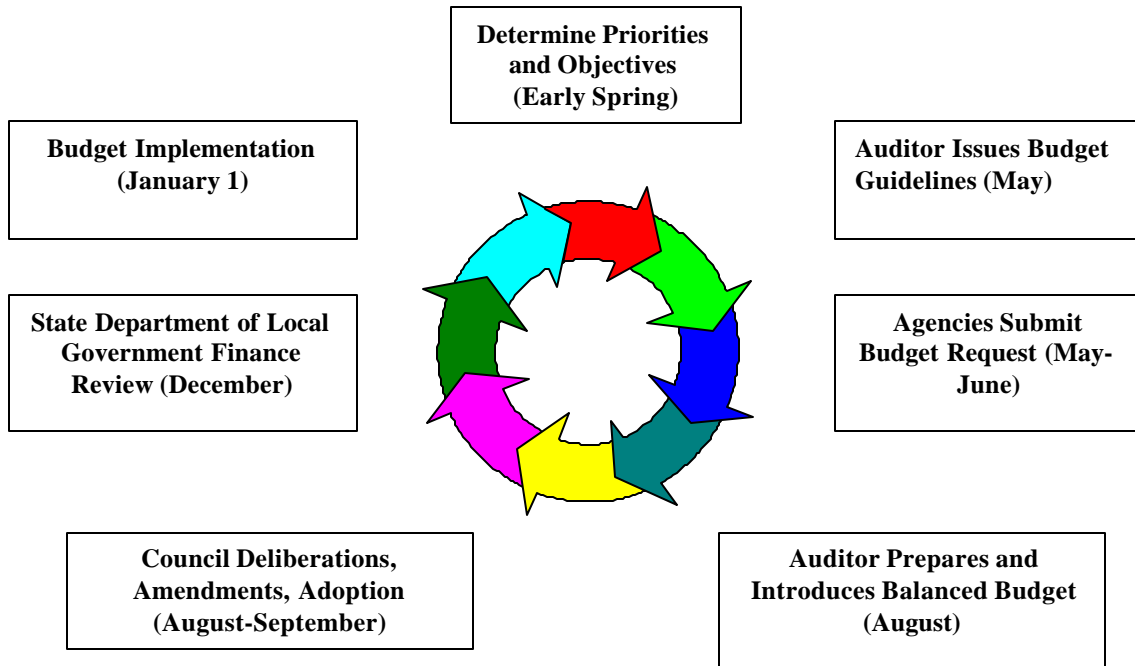 Determine Priorities
and Objectives
(Early Spring)
Auditor Issues Budget
Guidelines (May)
Agencies Submit
Budget Request (May-
June)
Auditor Prepares and
Introduces Balanced Budget
(August)
Council Deliberations,
Amendments, Adoption
(August-September)
State Department of Local
Government Finance
Review (December)
Budget Implementation
(January 1)